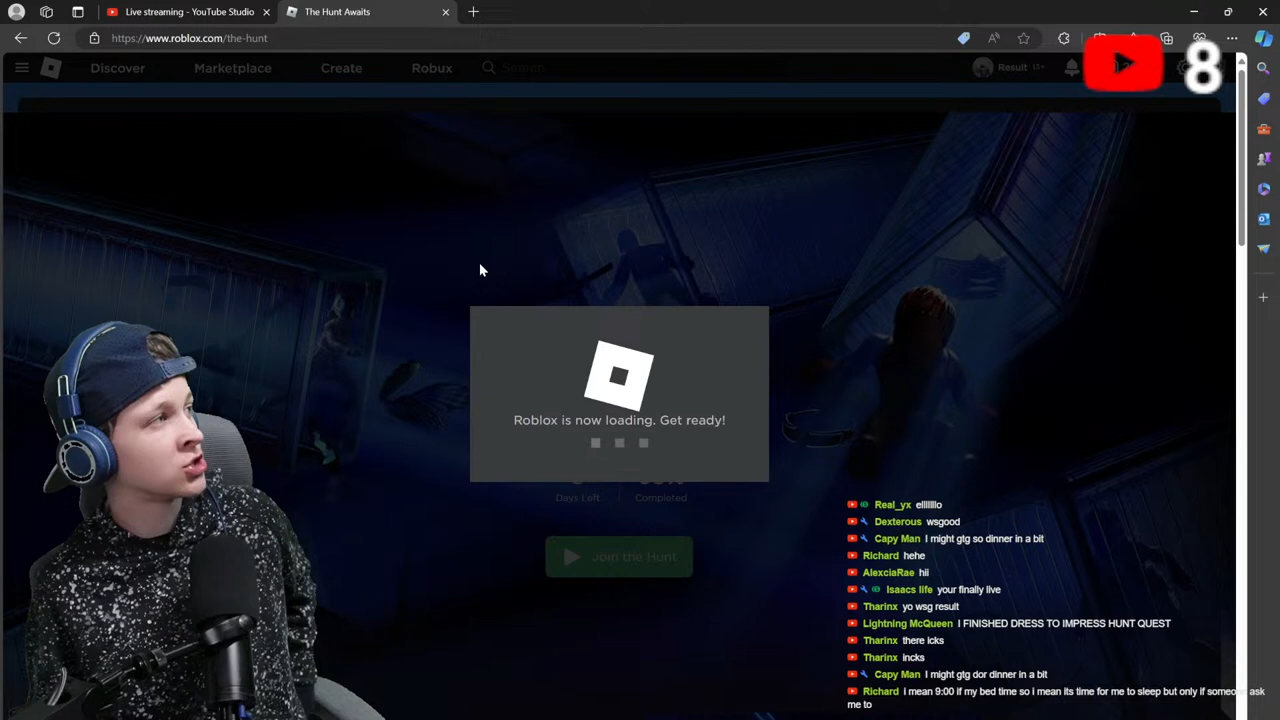 Live streaming - YouTube Studio
The Hunt Awaits
https://www.roblox.com/the-hunt
Discover Marketplace Create Robux Search Result 13+
8
Roblox is now loading. Get ready!
Days Left Completed
Join the Hunt
Real_yx elllllllo
Dexterous wsgood
Capy Man I might gtg so dinner in a bit
Richard hehe
AlexciaRae hii
Isaacs life your finally live
Tharinx yo wsg result
Lightning McQueen I FINISHED DRESS TO IMPRESS HUNT QUEST
Tharinx there icks
Tharinx incks
Capy Man I might gtg dor dinner in a bit
Richard i mean 9:00 if my bed time so i mean its time for me to sleep but only if someone ask
me to